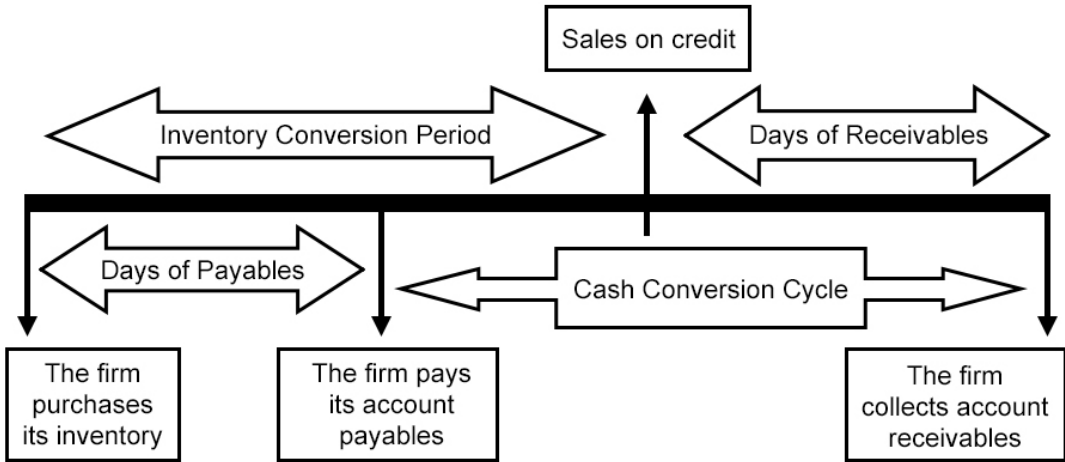 Sales on credit
Inventory Conversion Period
Days of Receivables
Days of Payables
Cash Conversion Cycle
The firm
purchases
its inventory
The firm pays
its account
payables
The firm
collects account
receivables